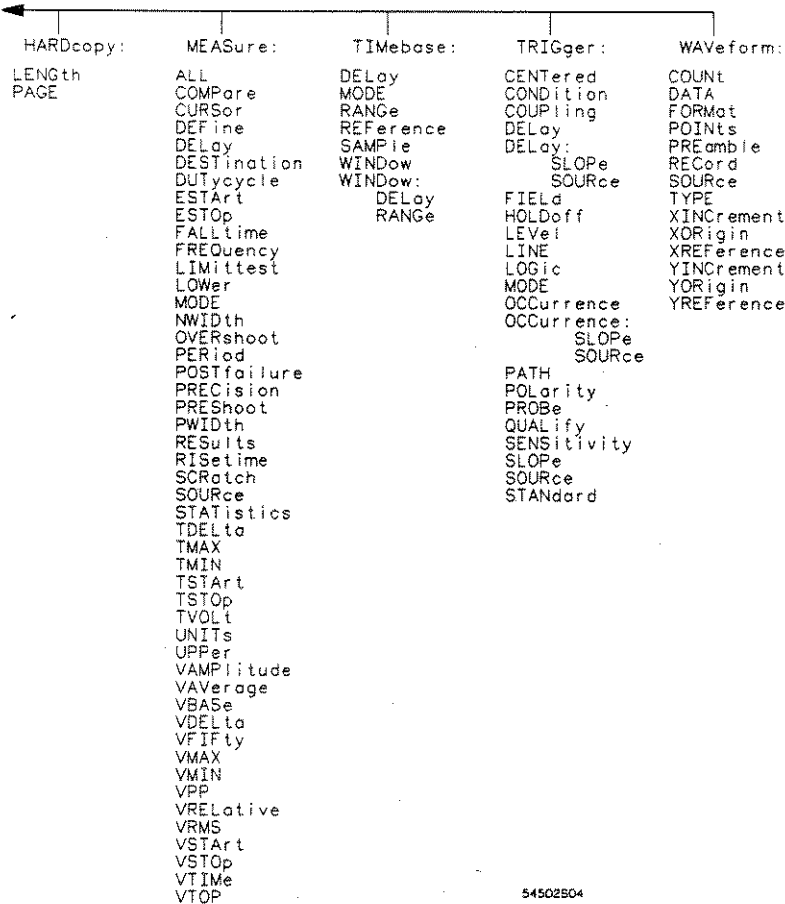 HARDcopy:
LENGth
PAGE
MEASure:
ALL
COMPare
CURSor
DEFine
DELay
DESTination
DUTycycle
ESTArt
ESTOp
FALLtime
FREQuency
LIMittest
LOWer
MODE
NWIDth
OVERshoot
PERiod
POSTfailure
PRECision
PREShoot
PWIDth
RESults
RISetime
SCRatch
SOURce
STATistics
TDELta
TMAX
TMIN
TSTArt
TSTOp
TVOLt
UNITs
UPPer
VAMPlitude
VAVerage
VBASe
VDELta
VFIFty
VMAX
VMIN
VPP
VRELative
VRMS
VSTArt
VSTOp
VTIMe
VTOP
TIMebase:
DELay
MODE
RANGe
REFerence
SAMPle
WINDow
WINDow:
DELay
RANGe
TRIGger:
CENTered
CONDition
COUPling
DELay
DELay:
SLOPe
SOURce
FIELd
HOLDoff
LEVel
LINE
LOGic
MODE
OCCurrence
OCCurrence:
SLOPe
SOURce
PATH
POLarity
PROBe
QUALify
SENSitivity
SLOPe
SOURce
STANdard
WAVeform:
COUNt
DATA
FORMat
POINts
PREamble
RECord
SOURce
TYPE
XINCrement
XORigin
XREFerence
YINCrement
YORigin
YREFerence
54502S04